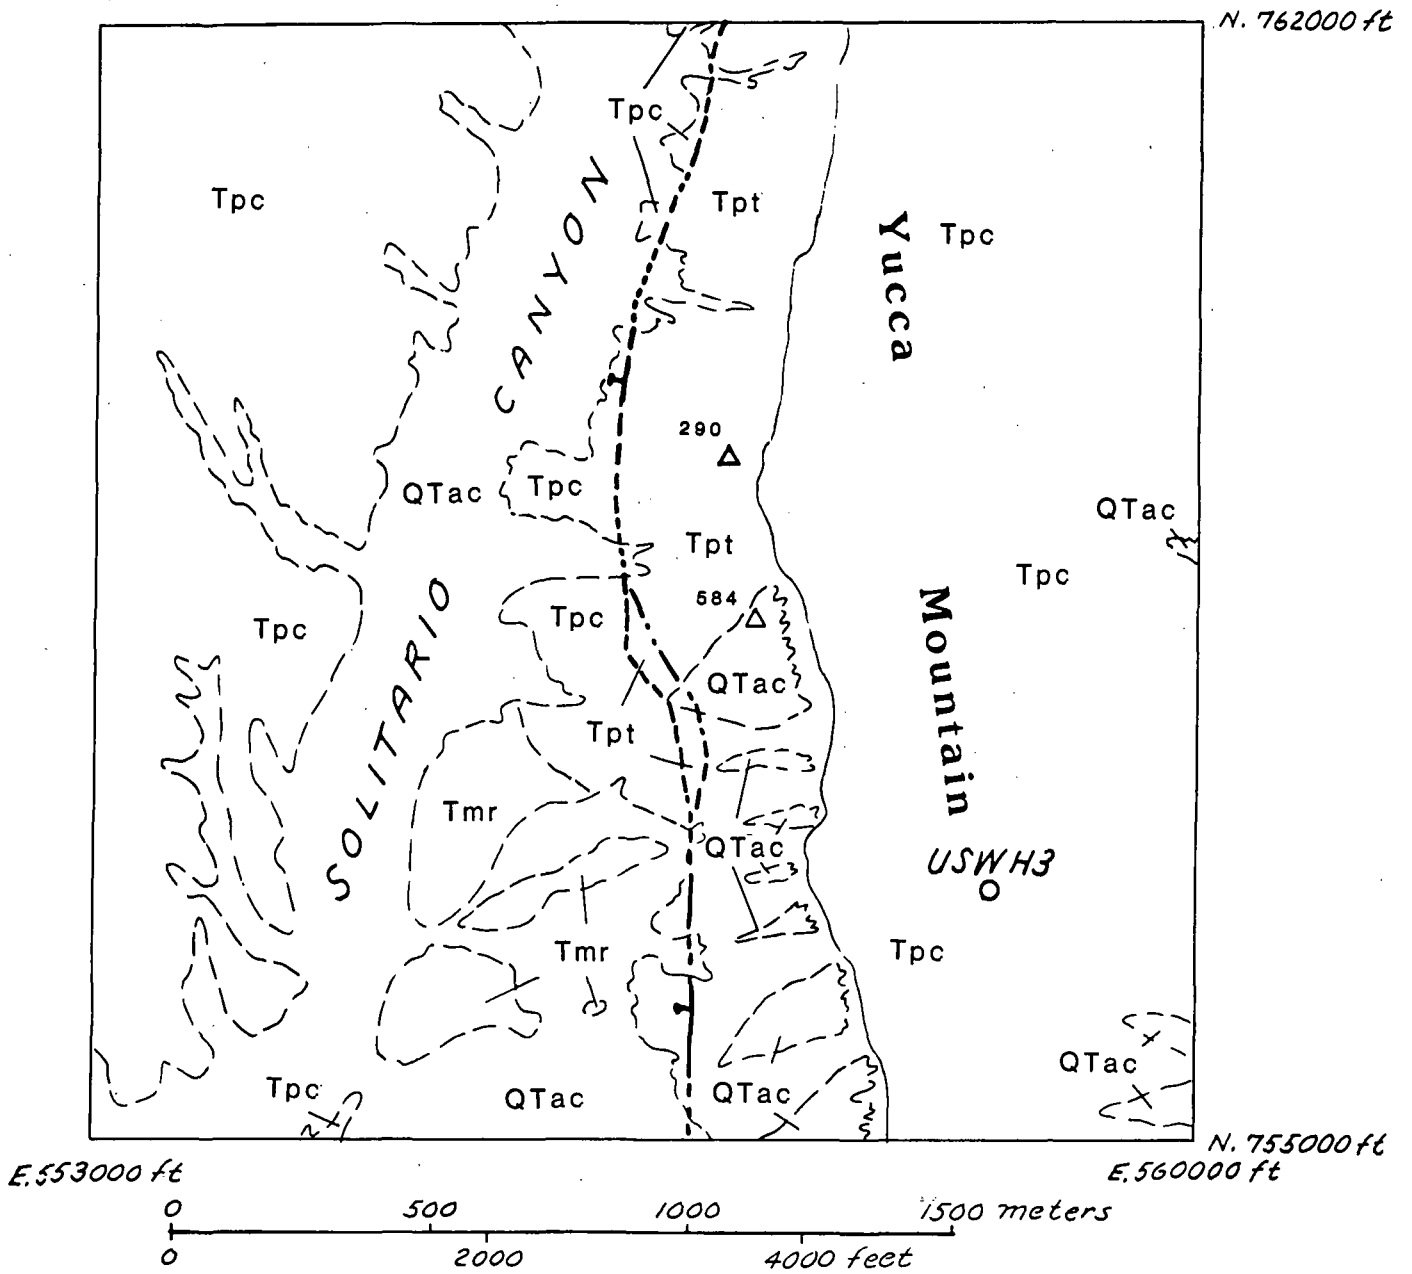 N. 762000 ft
Tpc
Tpc
Tpt
Tpc
Yucca
CANYON
290
QTac
Tpc
QTac
Tpt
Tpc
584
Tpc
Tpc
Mountain
SOLITARIO
QTac
Tpt
Tmr
QTac
USW H3
Tmr
Tpc
Tpc
QTac
QTac
QTac
N. 755000 ft
E. 553000 ft
E. 560000 ft
0 500 1000 1500 meters
0 2000 4000 feet